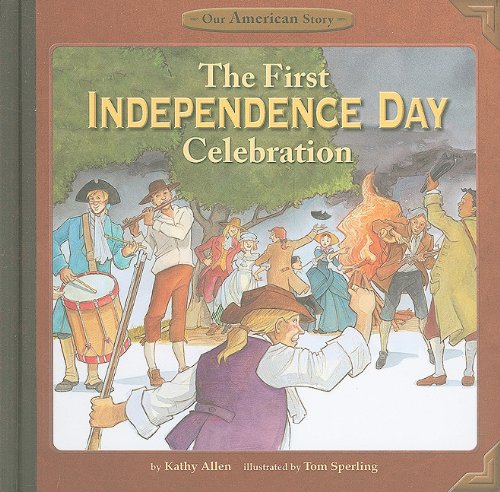 Our American Story
The First
INDEPENDENCE DAY
Celebration
by Kathy Allen illustrated by Tom Sperling